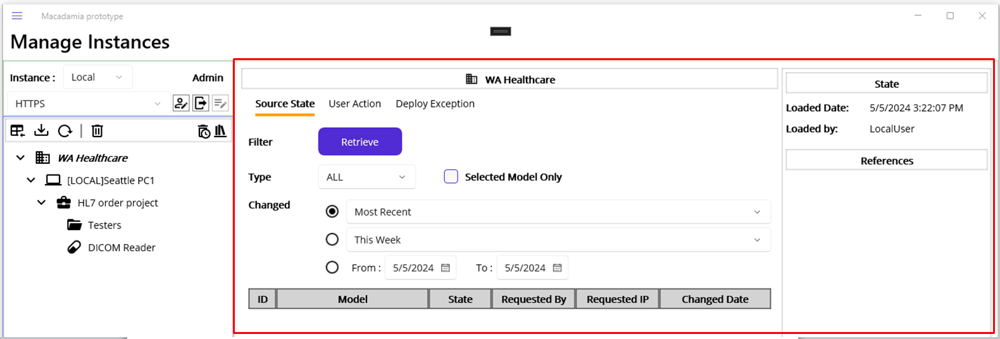 Macadamia prototype
Manage Instances
Instance : Local Admin
HTTPS
WA Healthcare
[LOCAL]Seattle PC1
HL7 order project
Testers
DICOM Reader
WA Healthcare
Source State User Action Deploy Exception
Filter Retrieve
Type ALL Selected Model Only
Changed Most Recent
This Week
From : 5/5/2024 To : 5/5/2024
ID Model State Requested By Requested IP Changed Date
State
Loaded Date: 5/5/2024 3:22:07 PM
Loaded by: LocalUser
References